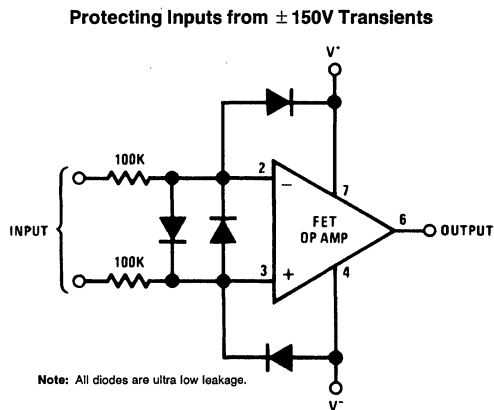 Protecting Inputs from ± 150V Transients
V+
100K
2
−
7
INPUT
FET
OP AMP
6
OUTPUT
100K
3
+
4
Note: All diodes are ultra low leakage.
V−